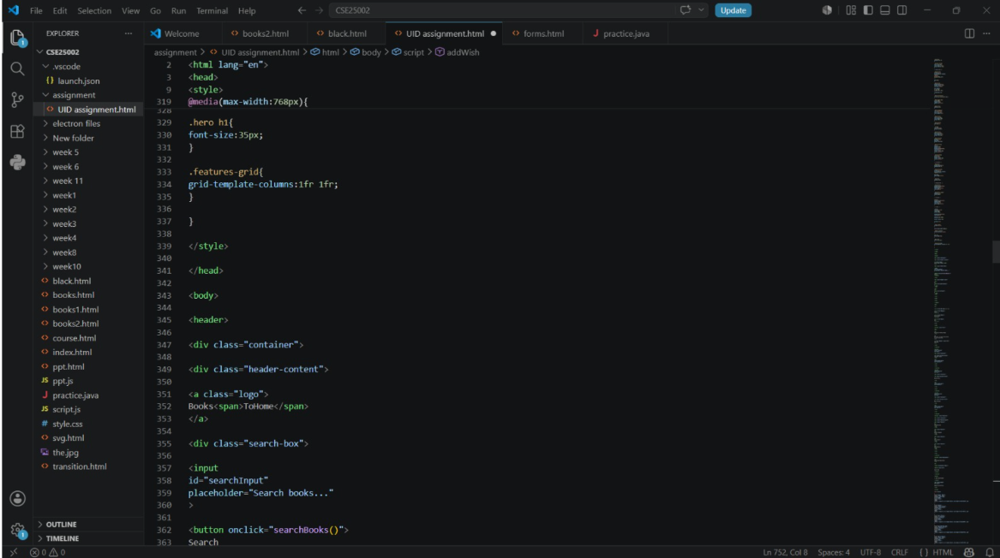 File Edit Selection View Go Run Terminal Help
CSE25002
Update
EXPLORER
Welcome
books2.html
black.html
UID assignment.html
forms.html
practice.java
CSE25002
.vscode
launch.json
assignment
UID assignment.html
electron files
New folder
week 5
week 6
week 11
week1
week2
week3
week4
week8
week10
black.html
books.html
books1.html
books2.html
course.html
index.html
ppt.html
JS ppt.js
J practice.java
JS script.js
# style.css
svg.html
the.jpg
transition.html
OUTLINE
TIMELINE
assignment > UID assignment.html > html > body > script > addWish
2 <html lang="en">
3 <head>
9 <style>
319 @media(max-width:768px){
328
329 .hero h1{
330 font-size:35px;
331 }
332
333 .features-grid{
334 grid-template-columns:1fr 1fr;
335 }
336
337 }
338
339 </style>
340
341 </head>
342
343 <body>
344
345 <header>
346
347 <div class="container">
348
349 <div class="header-content">
350
351 <a class="logo">
352 Books<span>ToHome</span>
353 </a>
354
355 <div class="search-box">
356
357 <input
358 id="searchInput"
359 placeholder="Search books..."
360 >
361
362 <button onclick="searchBooks()">
363 Search
0 0
Ln 752, Col 8 Spaces: 4 UTF-8 CRLF {} HTML